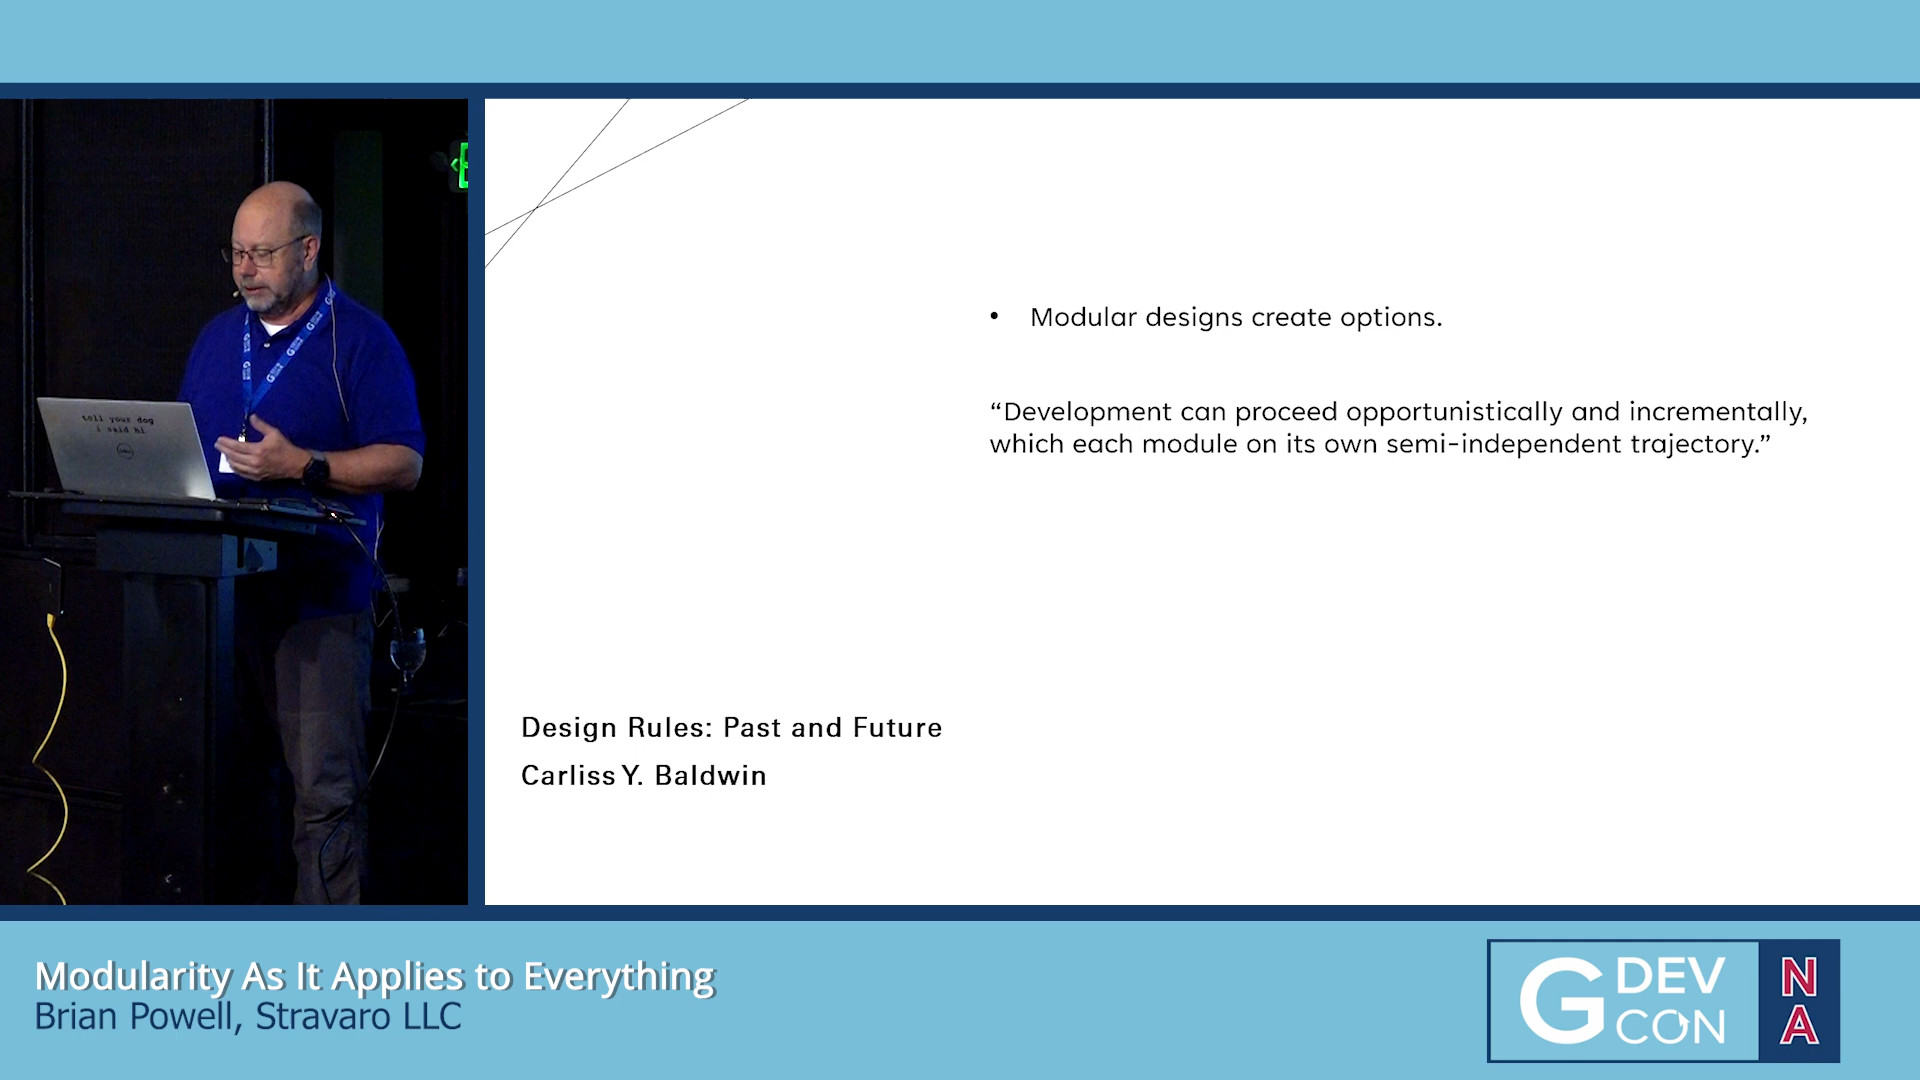 tell your dog
i said hi
DELL
• Modular designs create options.
“Development can proceed opportunistically and incrementally,
which each module on its own semi-independent trajectory.”
Design Rules: Past and Future
Carliss Y. Baldwin
Modularity As It Applies to Everything
Brian Powell, Stravaro LLC
G DEV CON NA